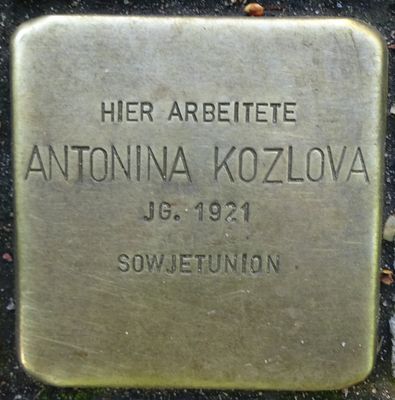 HIER ARBEITETE
ANTONINA KOZLOVA
JG. 1921
SOWJETUNION